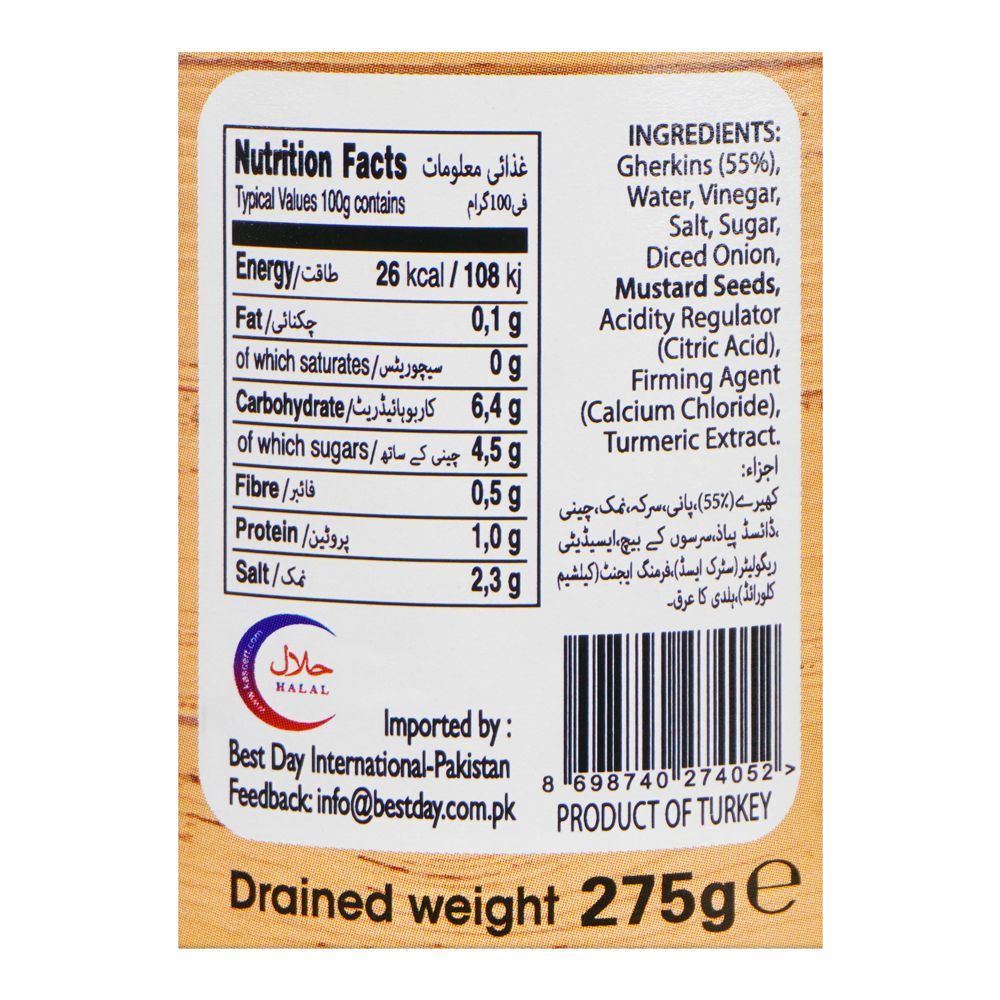 Nutrition Facts غذائی معلومات
Typical Values 100g contains فی100گرام
Energy/طاقت 26 kcal / 108 kj
Fat/چکنائی 0,1 g
of which saturates/سیچوریٹس 0 g
Carbohydrate/کاربوہائیڈریٹ 6,4 g
of which sugars/چینی کے ساتھ 4,5 g
Fibre/فائبر 0,5 g
Protein/پروٹین 1,0 g
Salt/نمک 2,3 g
www.kascert.com
حلال
HALAL
Imported by :
Best Day International-Pakistan
Feedback: info@bestday.com.pk
INGREDIENTS:
Gherkins (55%),
Water, Vinegar,
Salt, Sugar,
Diced Onion,
Mustard Seeds,
Acidity Regulator
(Citric Acid),
Firming Agent
(Calcium Chloride),
Turmeric Extract.
اجزاء:
کھیرے(55٪)،پانی،سرکہ،نمک،چینی
،ڈائسڈ پیاذ،سرسوں کے بیچ،ایسیڈیٹی
ریگولیٹر(سٹرک ایسڈ)،فرمنگ ایجنٹ(کیلشیم
کلورائڈ)،ہلدی کا عرق۔
8 698740 274052 >
PRODUCT OF TURKEY
Drained weight 275g℮